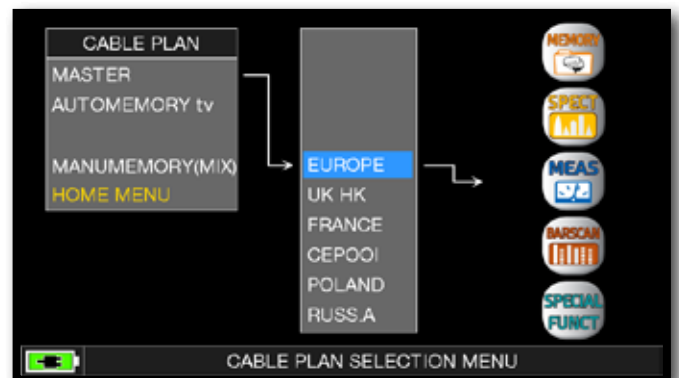 CABLE PLAN
MASTER
AUTOMEMORY tv
MANUMEMORY(MIX)
HOME MENU
EUROPE
UK HK
FRANCE
CEPOOI
POLAND
RUSS.A
MEMORY
SPECT
MEAS
BARSCAN
SPECIAL
FUNCT
CABLE PLAN SELECTION MENU